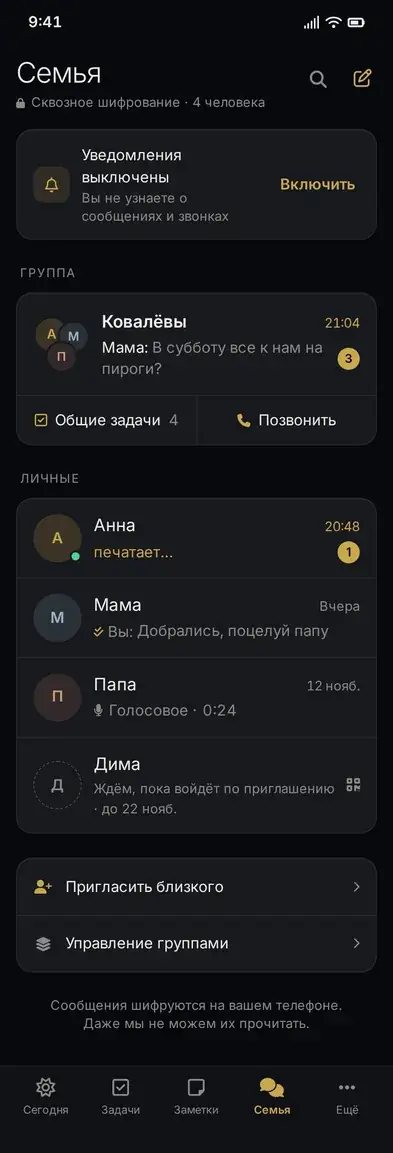 9:41
Семья
Сквозное шифрование · 4 человека
Уведомления
выключены
Вы не узнаете о
сообщениях и звонках
Включить
ГРУППА
А
М
П
Ковалёвы
21:04
Мама: В субботу все к нам на
пироги?
3
Общие задачи 4
Позвонить
ЛИЧНЫЕ
А
Анна
20:48
печатает...
1
М
Мама
Вчера
Вы: Добрались, поцелуй папу
П
Папа
12 нояб.
Голосовое · 0:24
Д
Дима
Ждём, пока войдёт по приглашению
· до 22 нояб.
Пригласить близкого
Управление группами
Сообщения шифруются на вашем телефоне.
Даже мы не можем их прочитать.
Сегодня
Задачи
Заметки
Семья
Ещё